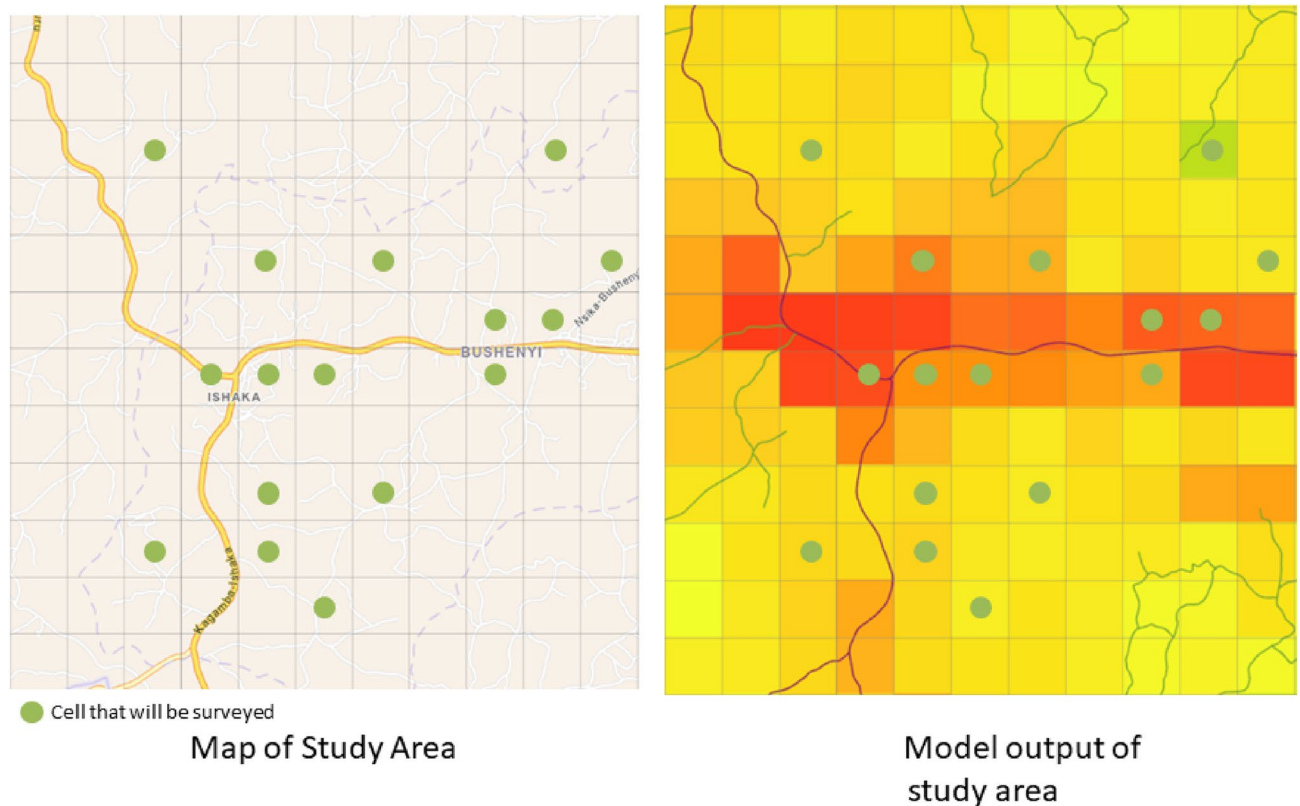 Nsika-Busheny
BUSHENYI
ISHAKA
Kagamba-Ishaka
Cell that will be surveyed
Map of Study Area
Model output of
study area